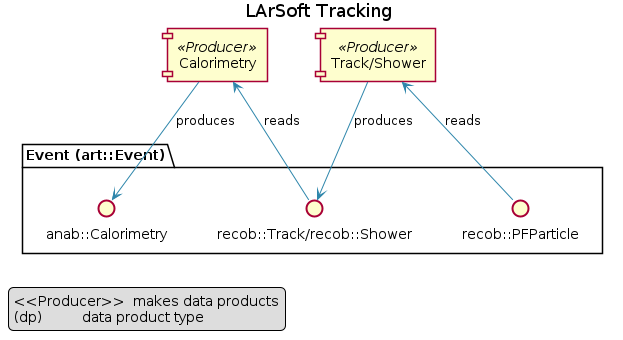 LArSoft Tracking
«Producer»
Calorimetry
«Producer»
Track/Shower
produces
reads
produces
reads
Event (art::Event)
anab::Calorimetry
recob::Track/recob::Shower
recob::PFParticle
<<Producer>> makes data products
(dp) data product type